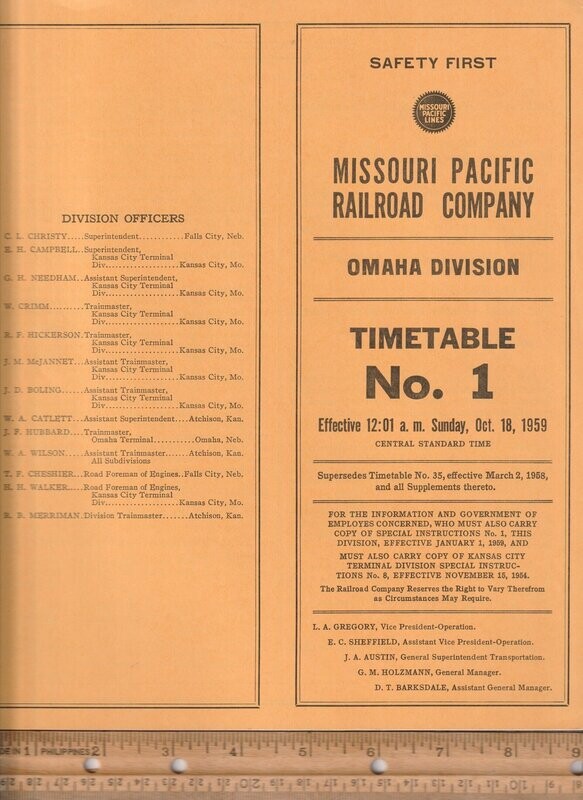 DIVISION OFFICERS
C. L. CHRISTY.....Superintendent............Falls City, Neb.
E. H. CAMPBELL..Superintendent,
Kansas City Terminal
Div....................Kansas City, Mo.
G. H. NEEDHAM..Assistant Superintendent,
Kansas City Terminal
Div....................Kansas City, Mo.
W. CRIMM.........Trainmaster,
Kansas City Terminal
Div....................Kansas City, Mo.
R. F. HICKERSON.Trainmaster,
Kansas City Terminal
Div....................Kansas City, Mo.
J. M. McJANNET...Assistant Trainmaster,
Kansas City Terminal
Div....................Kansas City, Mo.
J. D. BOLING......Assistant Trainmaster,
Kansas City Terminal
Div....................Kansas City, Mo.
W. A. CATLETT....Assistant Superintendent....Atchison, Kan.
J. F. HUBBARD....Trainmaster,
Omaha Terminal..........Omaha, Neb.
W. A. WILSON.....Assistant Trainmaster......Atchison, Kan.
All Subdivisions
T. F. CHESHIER...Road Foreman of Engines..Falls City, Neb.
H. H. WALKER....Road Foreman of Engines,
Kansas City Terminal
Div....................Kansas City, Mo.
R. B. MERRIMAN.Division Trainmaster.......Atchison, Kan.
SAFETY FIRST
MISSOURI
PACIFIC
LINES
MISSOURI PACIFIC
RAILROAD COMPANY
OMAHA DIVISION
TIMETABLE
No. 1
Effective 12:01 a. m. Sunday, Oct. 18, 1959
CENTRAL STANDARD TIME
Supersedes Timetable No. 35, effective March 2, 1958,
and all Supplements thereto.
FOR THE INFORMATION AND GOVERNMENT OF
EMPLOYES CONCERNED, WHO MUST ALSO CARRY
COPY OF SPECIAL INSTRUCTIONS No. 1, THIS
DIVISION, EFFECTIVE JANUARY 1, 1959, AND
MUST ALSO CARRY COPY OF KANSAS CITY
TERMINAL DIVISION SPECIAL INSTRUC-
TIONS No. 8, EFFECTIVE NOVEMBER 15, 1954.
The Railroad Company Reserves the Right to Vary Therefrom
as Circumstances May Require.
L. A. GREGORY, Vice President-Operation.
E. C. SHEFFIELD, Assistant Vice President-Operation.
J. A. AUSTIN, General Superintendent Transportation.
G. M. HOLZMANN, General Manager.
D. T. BARKSDALE, Assistant General Manager.
1 PHILIPPINES 2 3 4 5 6 7 8 9